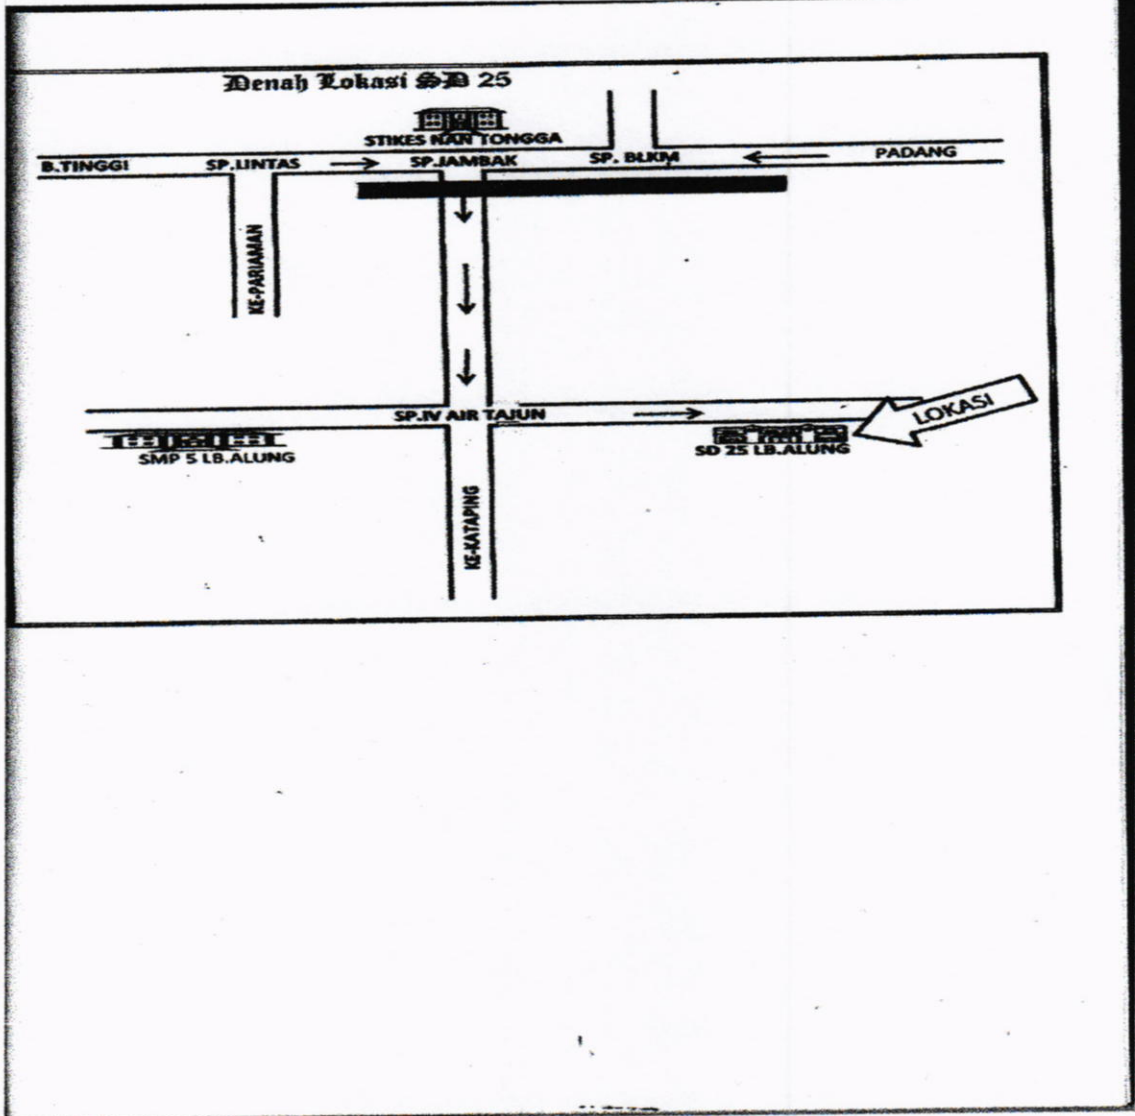 Denah Lokasi SD 25
STIKES NAN TONGGA
B.TINGGI SP.LINTAS SP.JAMBAK SP. BLKM PADANG
KE-PARIAMAN
LOKASI
SP.IV AIR TAJUN
SMP 5 LB.ALUNG SD 25 LB.ALUNG
KE-KATAPING